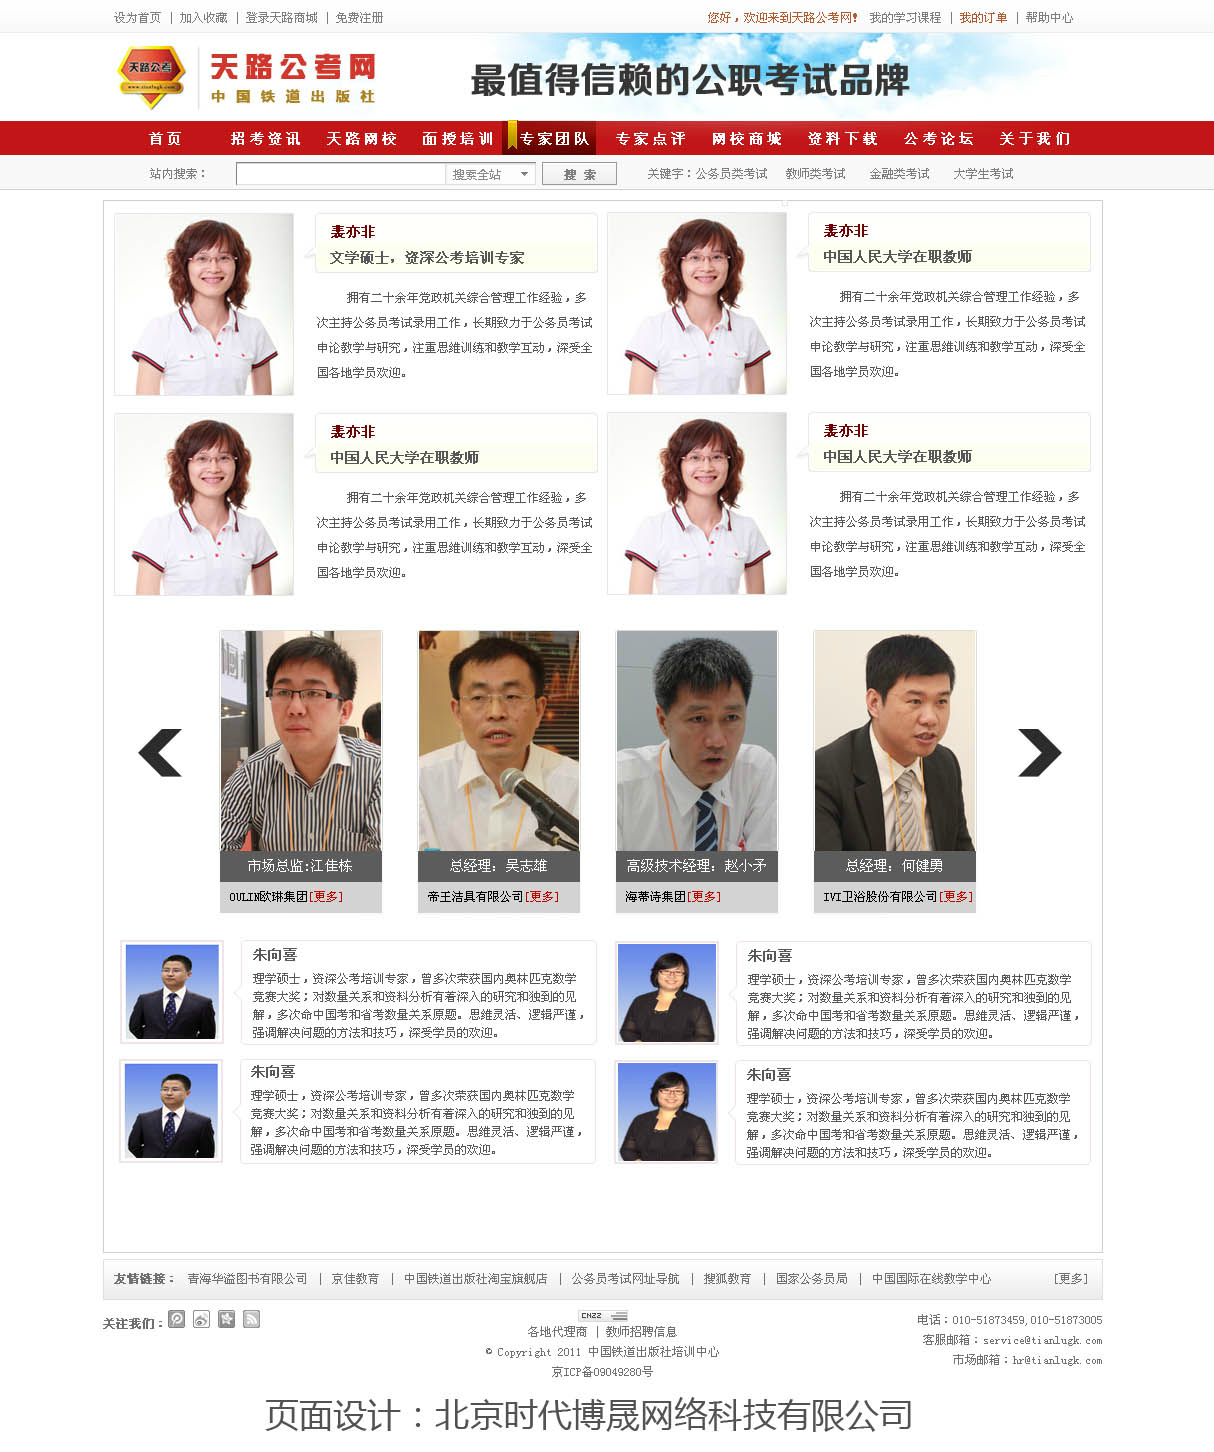 设为首页 | 加入收藏 | 登录天路商城 | 免费注册
您好，欢迎来到天路公考网！ 我的学习课程 | 我的订单 | 帮助中心
天路公考
www.tianlugk.com
天路公考网
中国铁道出版社
最值得信赖的公职考试品牌
首页 招考资讯 天路网校 面授培训 专家团队 专家点评 网校商城 资料下载 公考论坛 关于我们
站内搜索： 搜索全站 搜 索 关键字：公务员类考试 教师类考试 金融类考试 大学生考试
裴亦非
文学硕士，资深公考培训专家
拥有二十余年党政机关综合管理工作经验，多
次主持公务员考试录用工作，长期致力于公务员考试
申论教学与研究，注重思维训练和教学互动，深受全
国各地学员欢迎。
裴亦非
中国人民大学在职教师
拥有二十余年党政机关综合管理工作经验，多
次主持公务员考试录用工作，长期致力于公务员考试
申论教学与研究，注重思维训练和教学互动，深受全
国各地学员欢迎。
裴亦非
中国人民大学在职教师
拥有二十余年党政机关综合管理工作经验，多
次主持公务员考试录用工作，长期致力于公务员考试
申论教学与研究，注重思维训练和教学互动，深受全
国各地学员欢迎。
裴亦非
中国人民大学在职教师
拥有二十余年党政机关综合管理工作经验，多
次主持公务员考试录用工作，长期致力于公务员考试
申论教学与研究，注重思维训练和教学互动，深受全
国各地学员欢迎。
市场总监:江佳栋
OULIN欧琳集团[更多]
总经理：吴志雄
帝王洁具有限公司[更多]
高级技术经理：赵小矛
海蒂诗集团[更多]
总经理：何健勇
IVI卫浴股份有限公司[更多]
朱向喜
理学硕士，资深公考培训专家，曾多次荣获国内奥林匹克数学
竞赛大奖；对数量关系和资料分析有着深入的研究和独到的见
解，多次命中国考和省考数量关系原题。思维灵活、逻辑严谨，
强调解决问题的方法和技巧，深受学员的欢迎。
朱向喜
理学硕士，资深公考培训专家，曾多次荣获国内奥林匹克数学
竞赛大奖；对数量关系和资料分析有着深入的研究和独到的见
解，多次命中国考和省考数量关系原题。思维灵活、逻辑严谨，
强调解决问题的方法和技巧，深受学员的欢迎。
朱向喜
理学硕士，资深公考培训专家，曾多次荣获国内奥林匹克数学
竞赛大奖；对数量关系和资料分析有着深入的研究和独到的见
解，多次命中国考和省考数量关系原题。思维灵活、逻辑严谨，
强调解决问题的方法和技巧，深受学员的欢迎。
朱向喜
理学硕士，资深公考培训专家，曾多次荣获国内奥林匹克数学
竞赛大奖；对数量关系和资料分析有着深入的研究和独到的见
解，多次命中国考和省考数量关系原题。思维灵活、逻辑严谨，
强调解决问题的方法和技巧，深受学员的欢迎。
友情链接： 青海华溢图书有限公司 | 京佳教育 | 中国铁道出版社淘宝旗舰店 | 公务员考试网址导航 | 搜狐教育 | 国家公务员局 | 中国国际在线教学中心 [更多]
关注我们：
CNZZ
各地代理商 | 教师招聘信息
© Copyright 2011 中国铁道出版社培训中心
京ICP备09049280号
电话：010-51873459,010-51873005
客服邮箱：service@tianlugk.com
市场邮箱：hr@tianlugk.com
页面设计：北京时代博晟网络科技有限公司